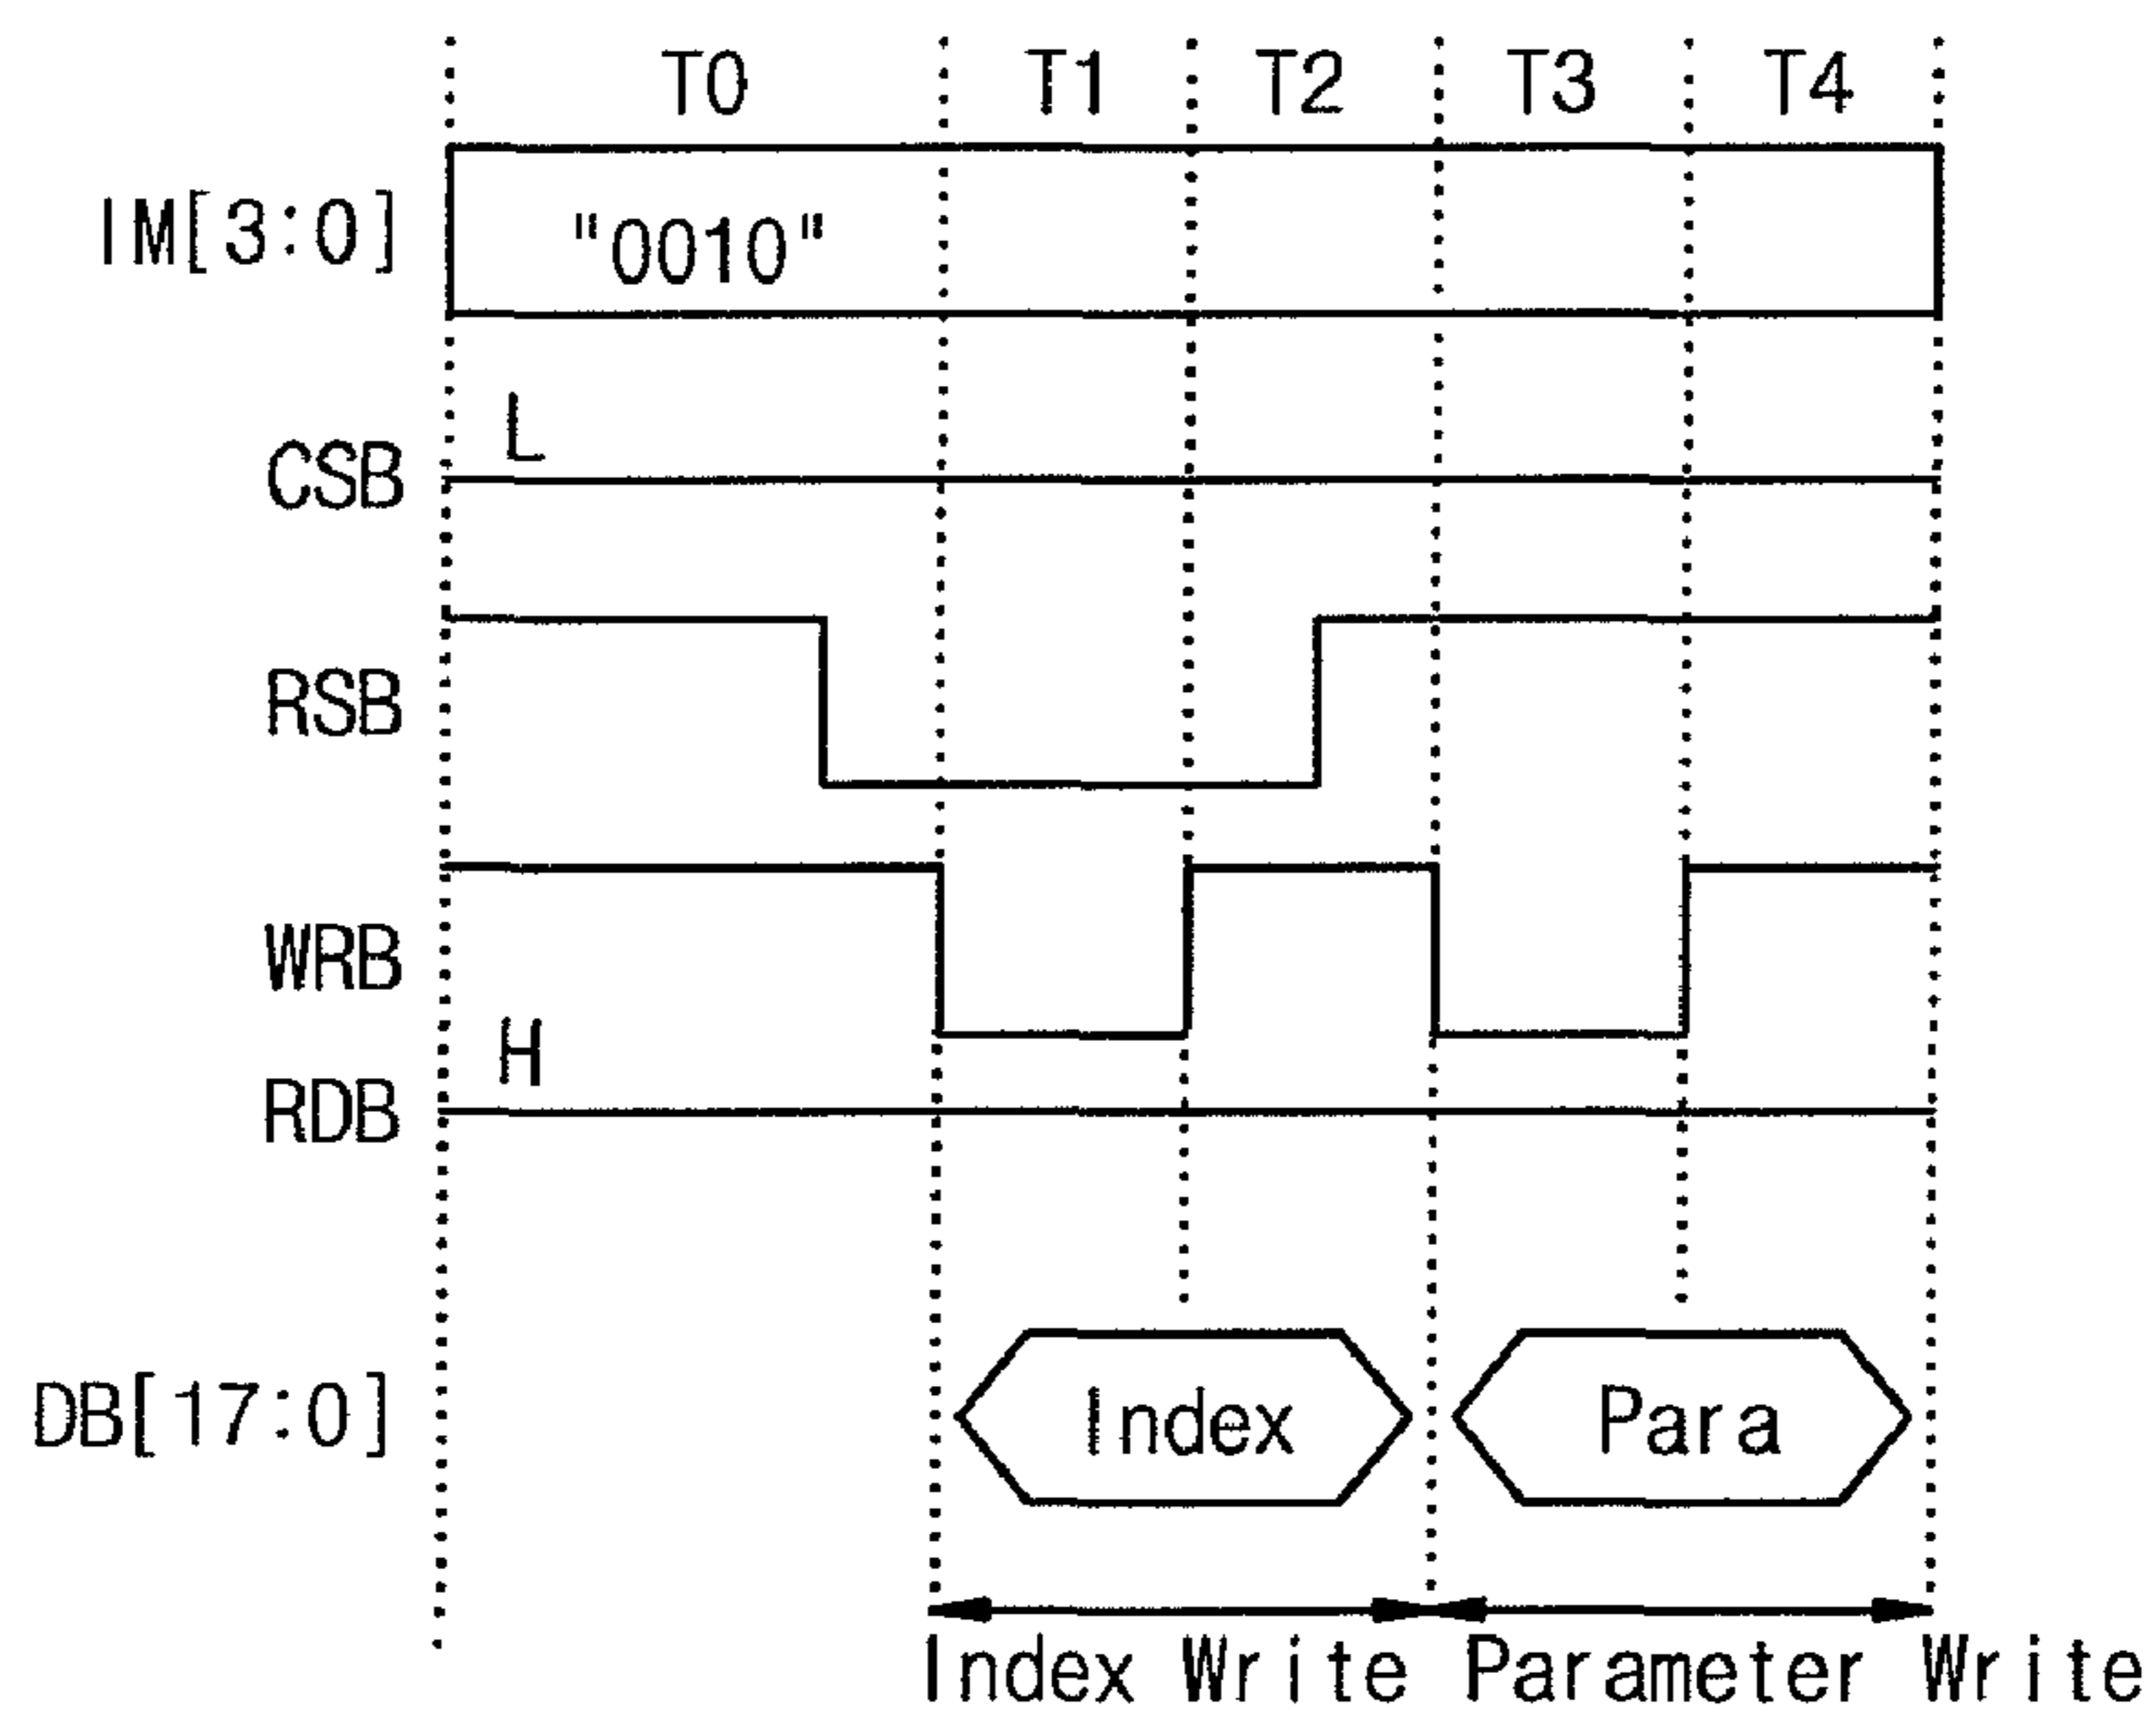 T0 T1 T2 T3 T4
IM[3:0] "0010"
L
CSB
RSB
WRB
H
RDB
DB[17:0] Index Para
Index Write Parameter Write